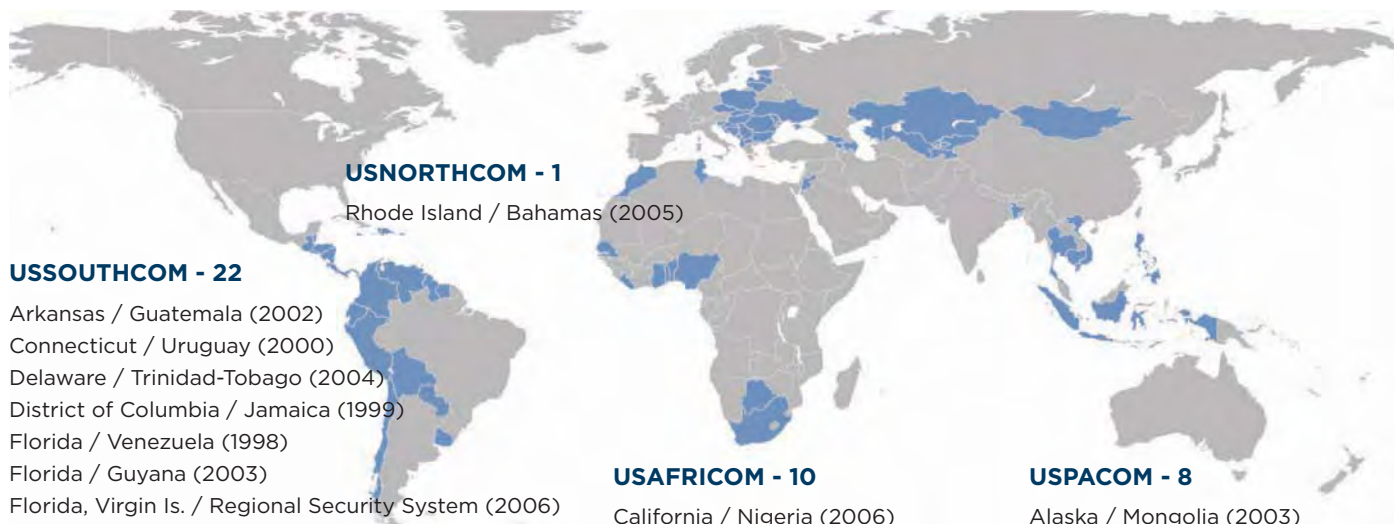 USNORTHCOM - 1
Rhode Island / Bahamas (2005)
USSOUTHCOM - 22
Arkansas / Guatemala (2002)
Connecticut / Uruguay (2000)
Delaware / Trinidad-Tobago (2004)
District of Columbia / Jamaica (1999)
Florida / Venezuela (1998)
Florida / Guyana (2003)
Florida, Virgin Is. / Regional Security System (2006)
USAFRICOM - 10
California / Nigeria (2006)
USPACOM - 8
Alaska / Mongolia (2003)